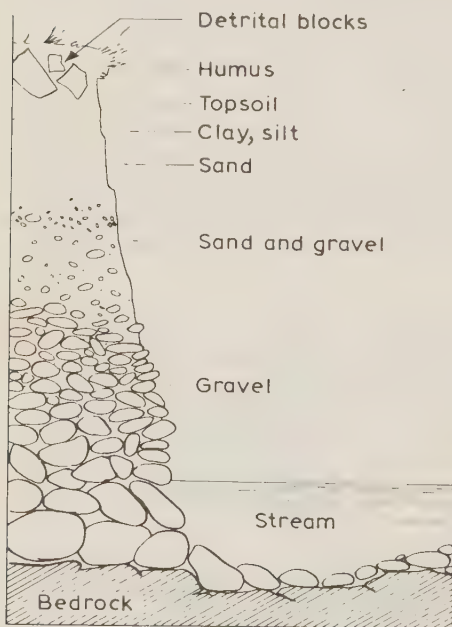 Detrital blocks
Humus
Topsoil
Clay, silt
Sand
Sand and gravel
Gravel
Stream
Bedrock